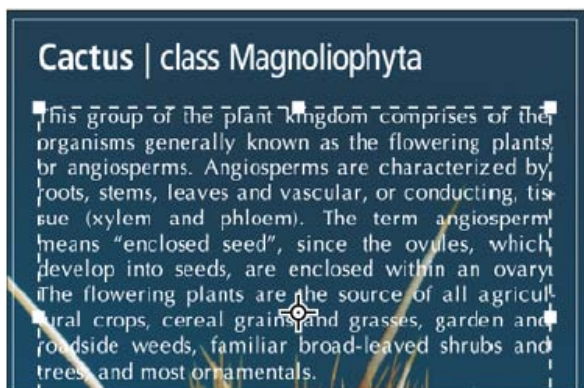 Cactus | class Magnoliophyta
This group of the plant kingdom comprises of the
organisms generally known as the flowering plants
or angiosperms. Angiosperms are characterized by
roots, stems, leaves and vascular, or conducting, tis-
sue (xylem and phloem). The term angiosperm
means “enclosed seed”, since the ovules, which
develop into seeds, are enclosed within an ovary.
The flowering plants are the source of all agricul-
tural crops, cereal grains and grasses, garden and
roadside weeds, familiar broad-leaved shrubs and
trees, and most ornamentals.